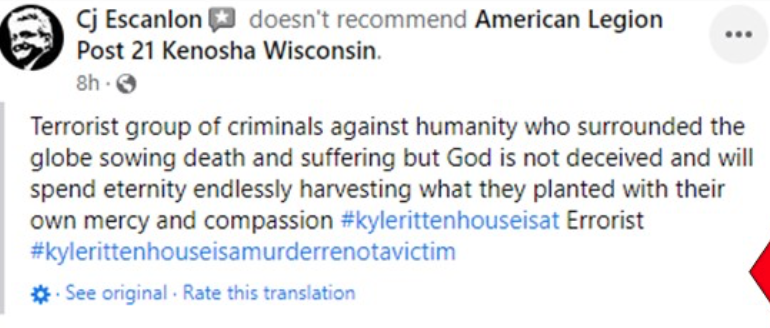 Cj Escanlon doesn't recommend American Legion
Post 21 Kenosha Wisconsin.
8h ·
Terrorist group of criminals against humanity who surrounded the
globe sowing death and suffering but God is not deceived and will
spend eternity endlessly harvesting what they planted with their
own mercy and compassion #kylerittenhouseisat Errorist
#kylerittenhouseisamurderrenotavictim
· See original · Rate this translation